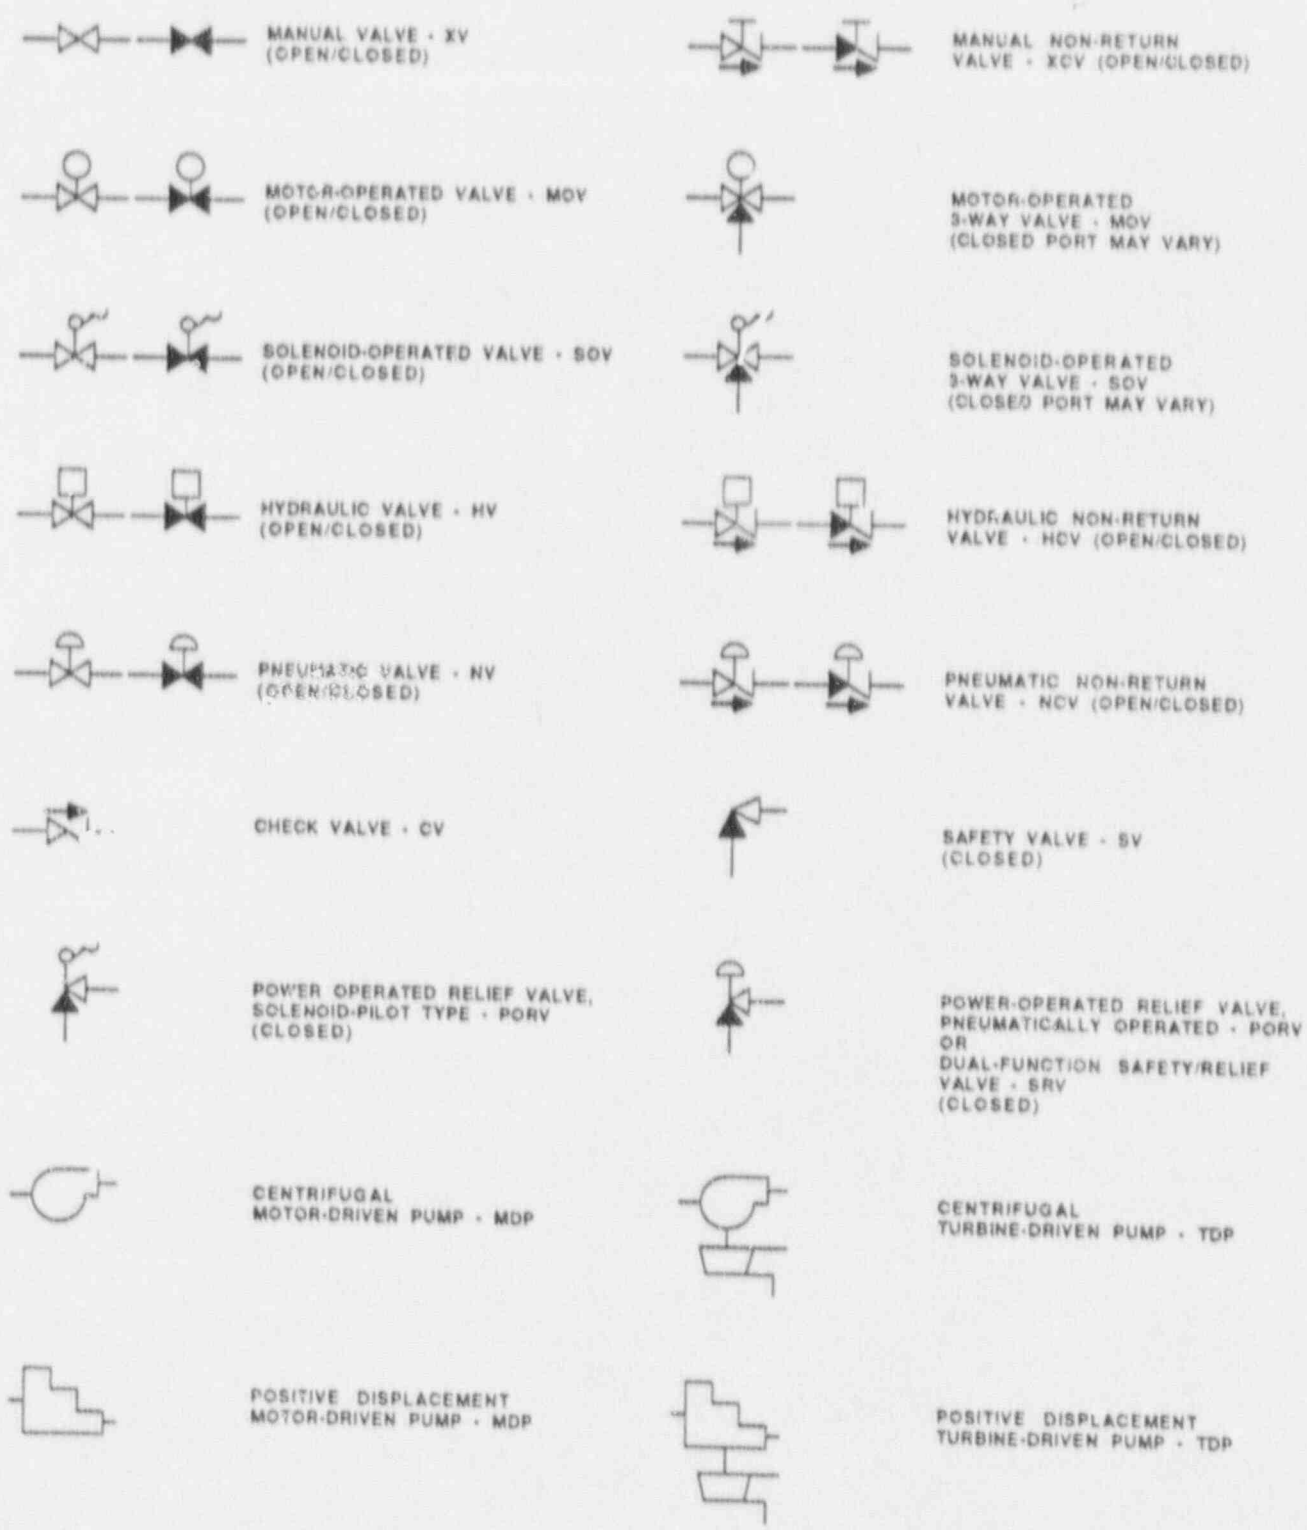 MANUAL VALVE - XV
(OPEN/CLOSED)
MANUAL NON-RETURN
VALVE - XCV (OPEN/CLOSED)
MOTOR-OPERATED VALVE - MOV
(OPEN/CLOSED)
MOTOR-OPERATED
3-WAY VALVE - MOV
(CLOSED PORT MAY VARY)
SOLENOID-OPERATED VALVE - SOV
(OPEN/CLOSED)
SOLENOID-OPERATED
3-WAY VALVE - SOV
(CLOSED PORT MAY VARY)
HYDRAULIC VALVE - HV
(OPEN/CLOSED)
HYDRAULIC NON-RETURN
VALVE - HCV (OPEN/CLOSED)
PNEUMATIC VALVE - NV
(OPEN/CLOSED)
PNEUMATIC NON-RETURN
VALVE - NCV (OPEN/CLOSED)
CHECK VALVE - CV
SAFETY VALVE - SV
(CLOSED)
POWER OPERATED RELIEF VALVE,
SOLENOID-PILOT TYPE - PORV
(CLOSED)
POWER-OPERATED RELIEF VALVE,
PNEUMATICALLY OPERATED - PORV
OR
DUAL-FUNCTION SAFETY/RELIEF
VALVE - SRV
(CLOSED)
CENTRIFUGAL
MOTOR-DRIVEN PUMP - MDP
CENTRIFUGAL
TURBINE-DRIVEN PUMP - TDP
POSITIVE DISPLACEMENT
MOTOR-DRIVEN PUMP - MDP
POSITIVE DISPLACEMENT
TURBINE-DRIVEN PUMP - TDP